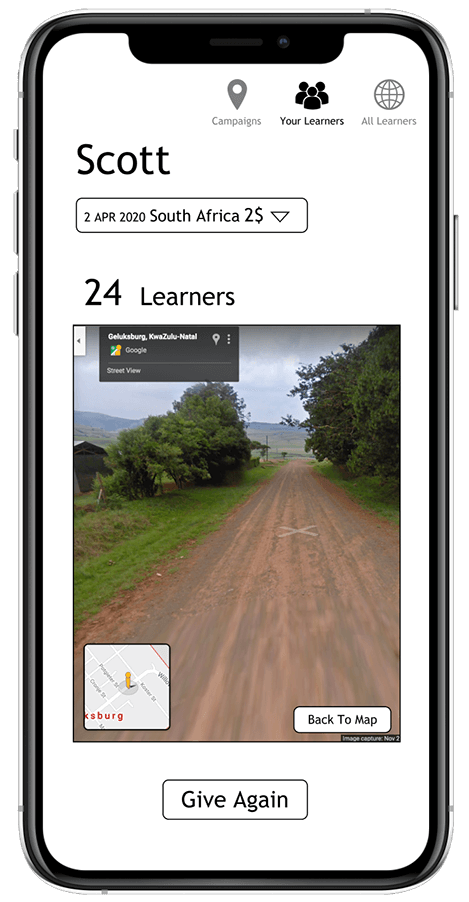 Campaigns
Your Learners
All Learners
Scott
2 APR 2020 South Africa 2$
24 Learners
Geluksburg, KwaZulu-Natal
Google
Street View
ksburg
Back To Map
Image capture: Nov 2
Give Again